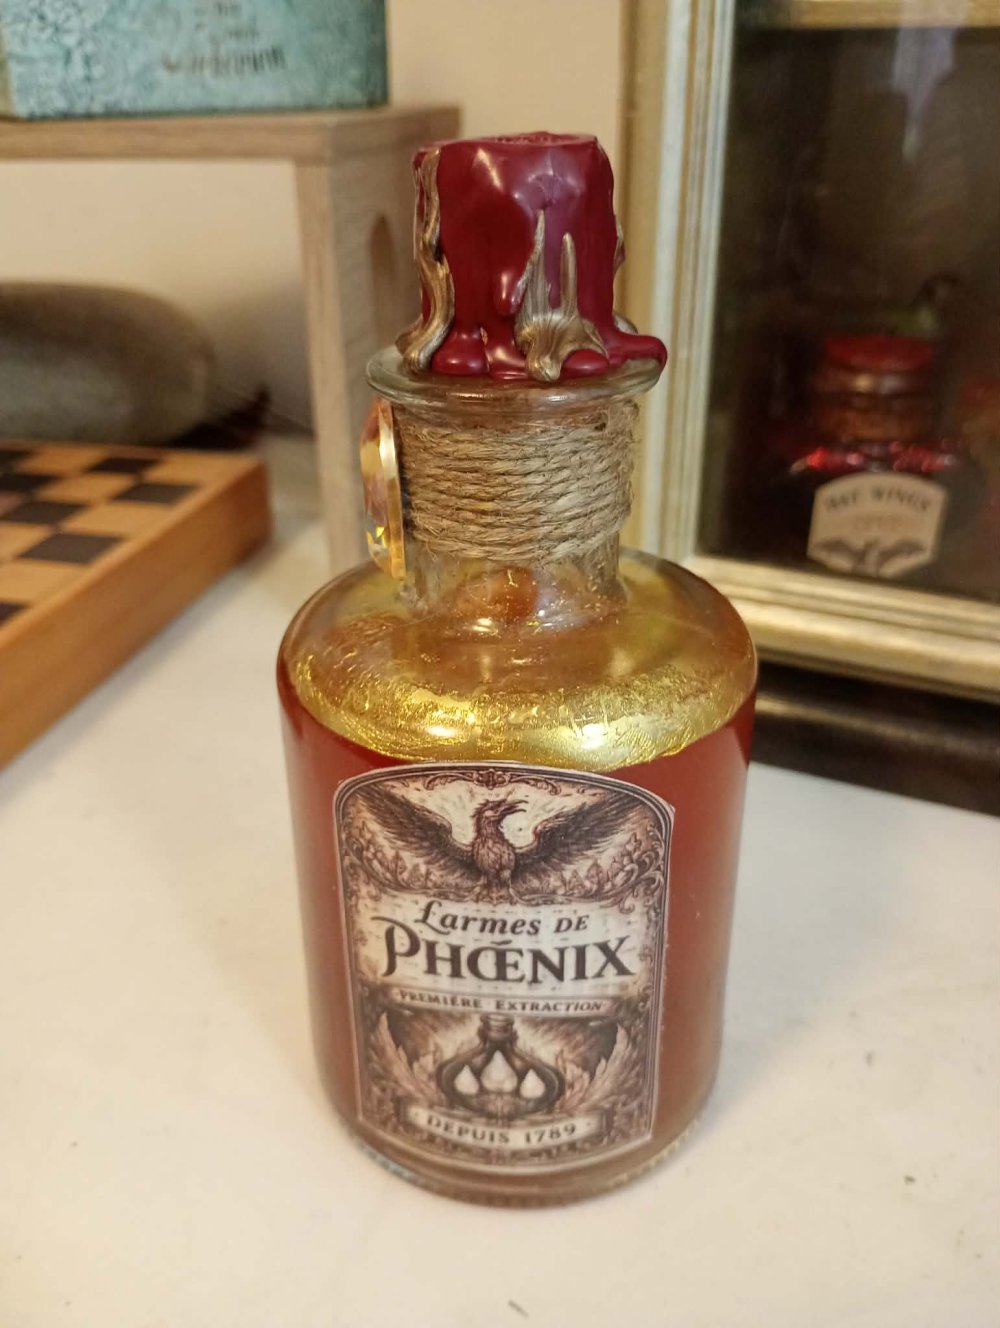 Larmes DE
PHŒNIX
PREMIÈRE EXTRACTION
DEPUIS 1789
BAT WINGS